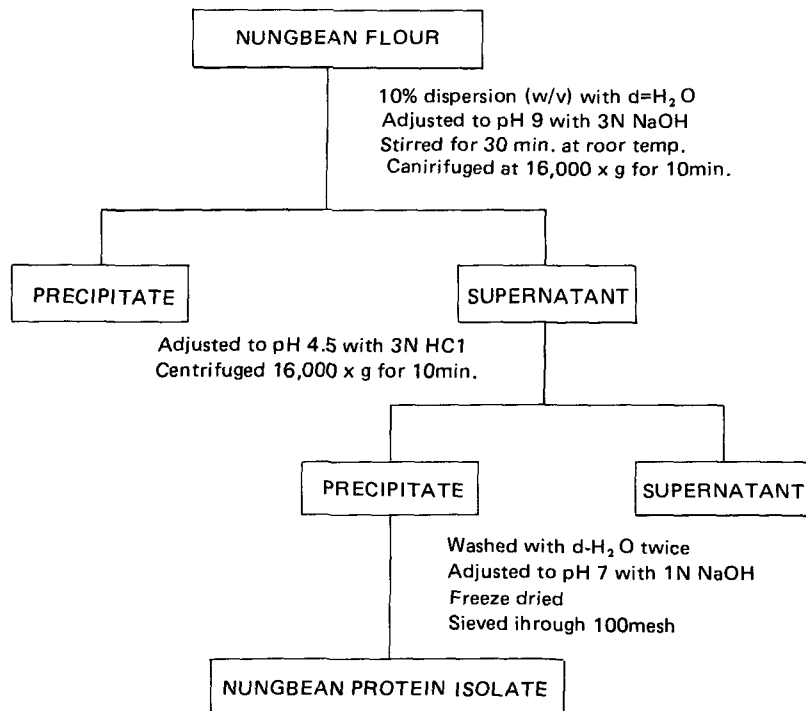 NUNGBEAN FLOUR
10% dispersion (w/v) with d=H₂O
Adjusted to pH 9 with 3N NaOH
Stirred for 30 min. at roor temp.
Canirifuged at 16,000 x g for 10min.
PRECIPITATE
SUPERNATANT
Adjusted to pH 4.5 with 3N HC1
Centrifuged 16,000 x g for 10min.
PRECIPITATE
SUPERNATANT
Washed with d-H₂O twice
Adjusted to pH 7 with 1N NaOH
Freeze dried
Sieved ihrough 100mesh
NUNGBEAN PROTEIN ISOLATE